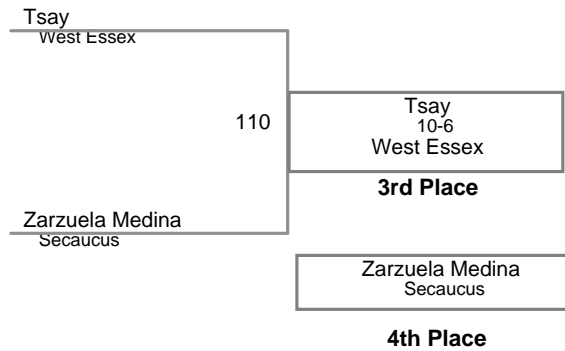 Tsay
West Essex
110
Tsay
10-6
West Essex
3rd Place
Zarzuela Medina
Secaucus
Zarzuela Medina
Secaucus
4th Place